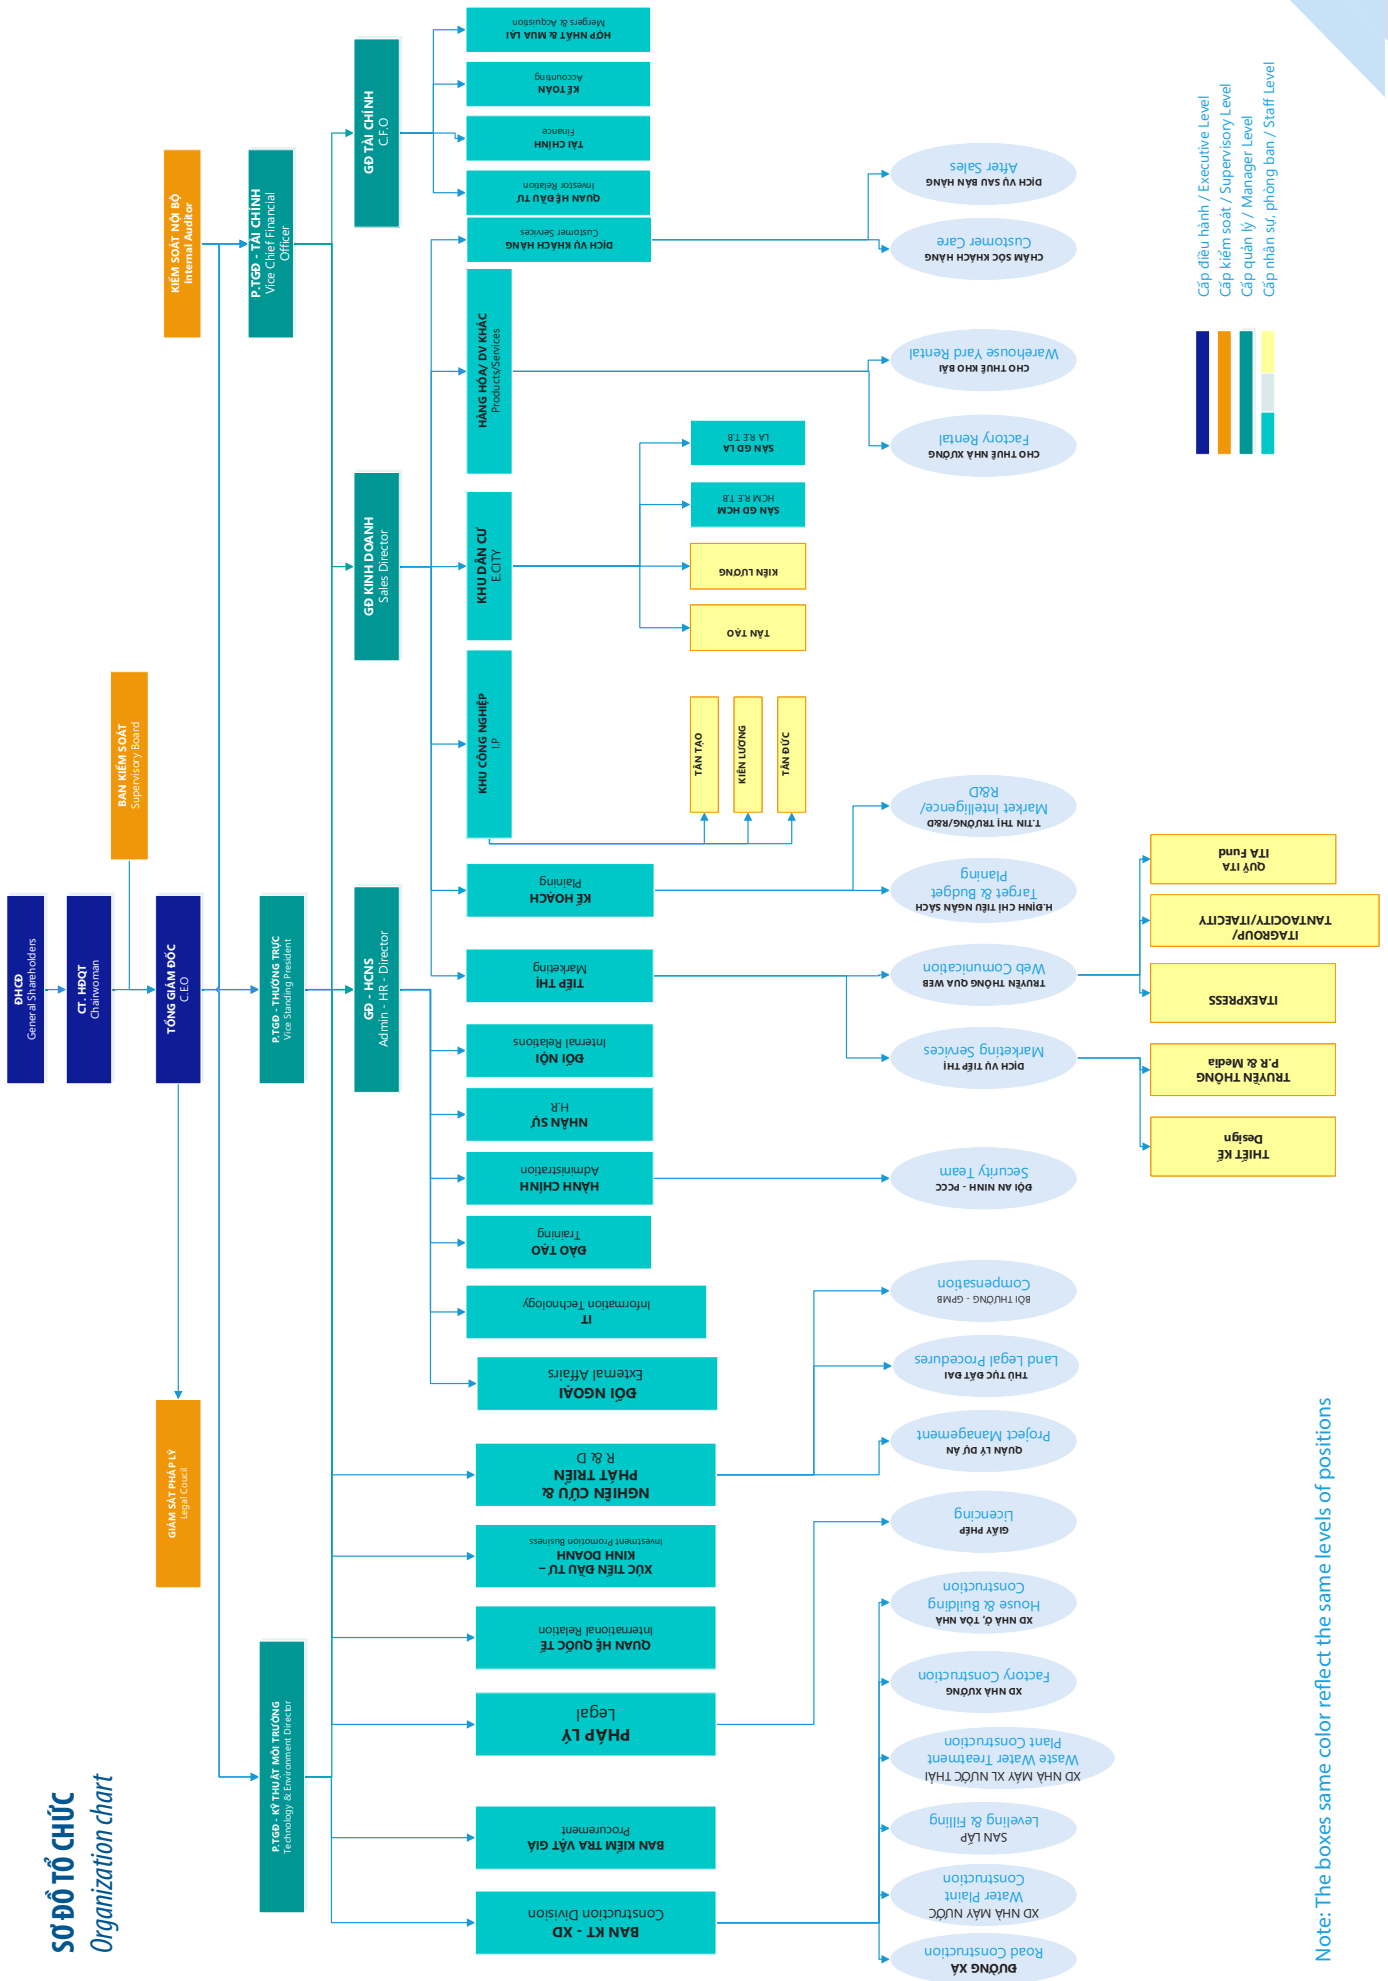 SƠ ĐỒ TỔ CHỨC
Organization chart
ĐHCĐ
General Shareholders
CT. HĐQT
Chairwoman
BAN KIỂM SOÁT
Supervisory Board
TỔNG GIÁM ĐỐC
C.E.O
GIÁM SÁT PHÁP LÝ
Legal Coucil
KIỂM SOÁT NỘI BỘ
Internal Auditor
P.TGĐ - KỸ THUẬT MÔI TRƯỜNG
Technology & Environment Director
P.TGĐ - THƯỜNG TRỰC
Vice Standing President
P.TGĐ - TÀI CHÍNH
Vice Chief Financial
Officer
GĐ - HCNS
Admin - HR - Director
GĐ KINH DOANH
Sales Director
GĐ TÀI CHÍNH
C.F.O
BAN KT - XD
Construction Division
BAN KIỂM TRA VẬT GIÁ
Procurement
PHÁP LÝ
Legal
QUAN HỆ QUỐC TẾ
International Relation
XÚC TIẾN ĐẦU TƯ –
KINH DOANH
Investment Promotion Business
NGHIÊN CỨU &
PHÁT TRIỂN
R & D
ĐỐI NGOẠI
External Affairs
IT
Information Technology
ĐÀO TẠO
Training
HÀNH CHÍNH
Administration
NHÂN SỰ
H.R
ĐỐI NỘI
Internal Relations
TIẾP THỊ
Marketing
KẾ HOẠCH
Plaining
KHU CÔNG NGHIỆP
I.P
KHU DÂN CƯ
E.CITY
HÀNG HÓA/ DV KHÁC
Products/Services
DỊCH VỤ KHÁCH HÀNG
Customer Services
QUAN HỆ ĐẦU TƯ
Investor Relation
TÀI CHÍNH
Finance
KẾ TOÁN
Accounting
HỢP NHẤT & MUA LẠI
Mergers & Acquistion
TÂN TẠO
KIÊN LƯƠNG
TÂN ĐỨC
TÂN TẠO
KIÊN LƯƠNG
SÀN GD HCM
HCM R.E T.B
SÀN GD LA
LA R.E T.B
ĐƯỜNG XÁ
Road Construction
XD NHÀ MÁY NƯỚC
Water Plaint
Construction
SAN LẤP
Leveling & Filling
XD NHÀ MÁY XL NƯỚC THẢI
Waste Water Treatment
Plant Construction
XD NHÀ XƯỞNG
Factory Construction
XD NHÀ Ở, TÒA NHÀ
House & Building
Construction
GIẤY PHÉP
Licencing
QUẢN LÝ DỰ ÁN
Project Management
THỦ TỤC ĐẤT ĐAI
Land Legal Procedures
BỒI THƯỜNG - GPMB
Compensation
ĐỘI AN NINH - PCCC
Security Team
DỊCH VỤ TIẾP THỊ
Marketing Services
TRUYỀN THÔNG QUA WEB
Web Comunication
H.ĐỊNH CHỈ TIÊU NGÂN SÁCH
Target & Budget
Planing
T.TIN THỊ TRƯỜNG/R&D
Market Intelligence/
R&D
CHO THUÊ NHÀ XƯỞNG
Factory Rental
CHO THUÊ KHO BÃI
Warehouse Yard Rental
CHĂM SÓC KHÁCH HÀNG
Customer Care
DỊCH VỤ SAU BÁN HÀNG
After Sales
THIẾT KẾ
Design
TRUYỀN THÔNG
P.R & Media
ITAEXPRESS
ITAGROUP/
TANTAOCITY/ITAECITY
QUỸ ITA
ITA Fund
Cấp điều hành / Executive Level
Cấp kiểm soát / Supervisory Level
Cấp quản lý / Manager Level
Cấp nhân sự, phòng ban / Staff Level
Note: The boxes same color reflect the same levels of positions